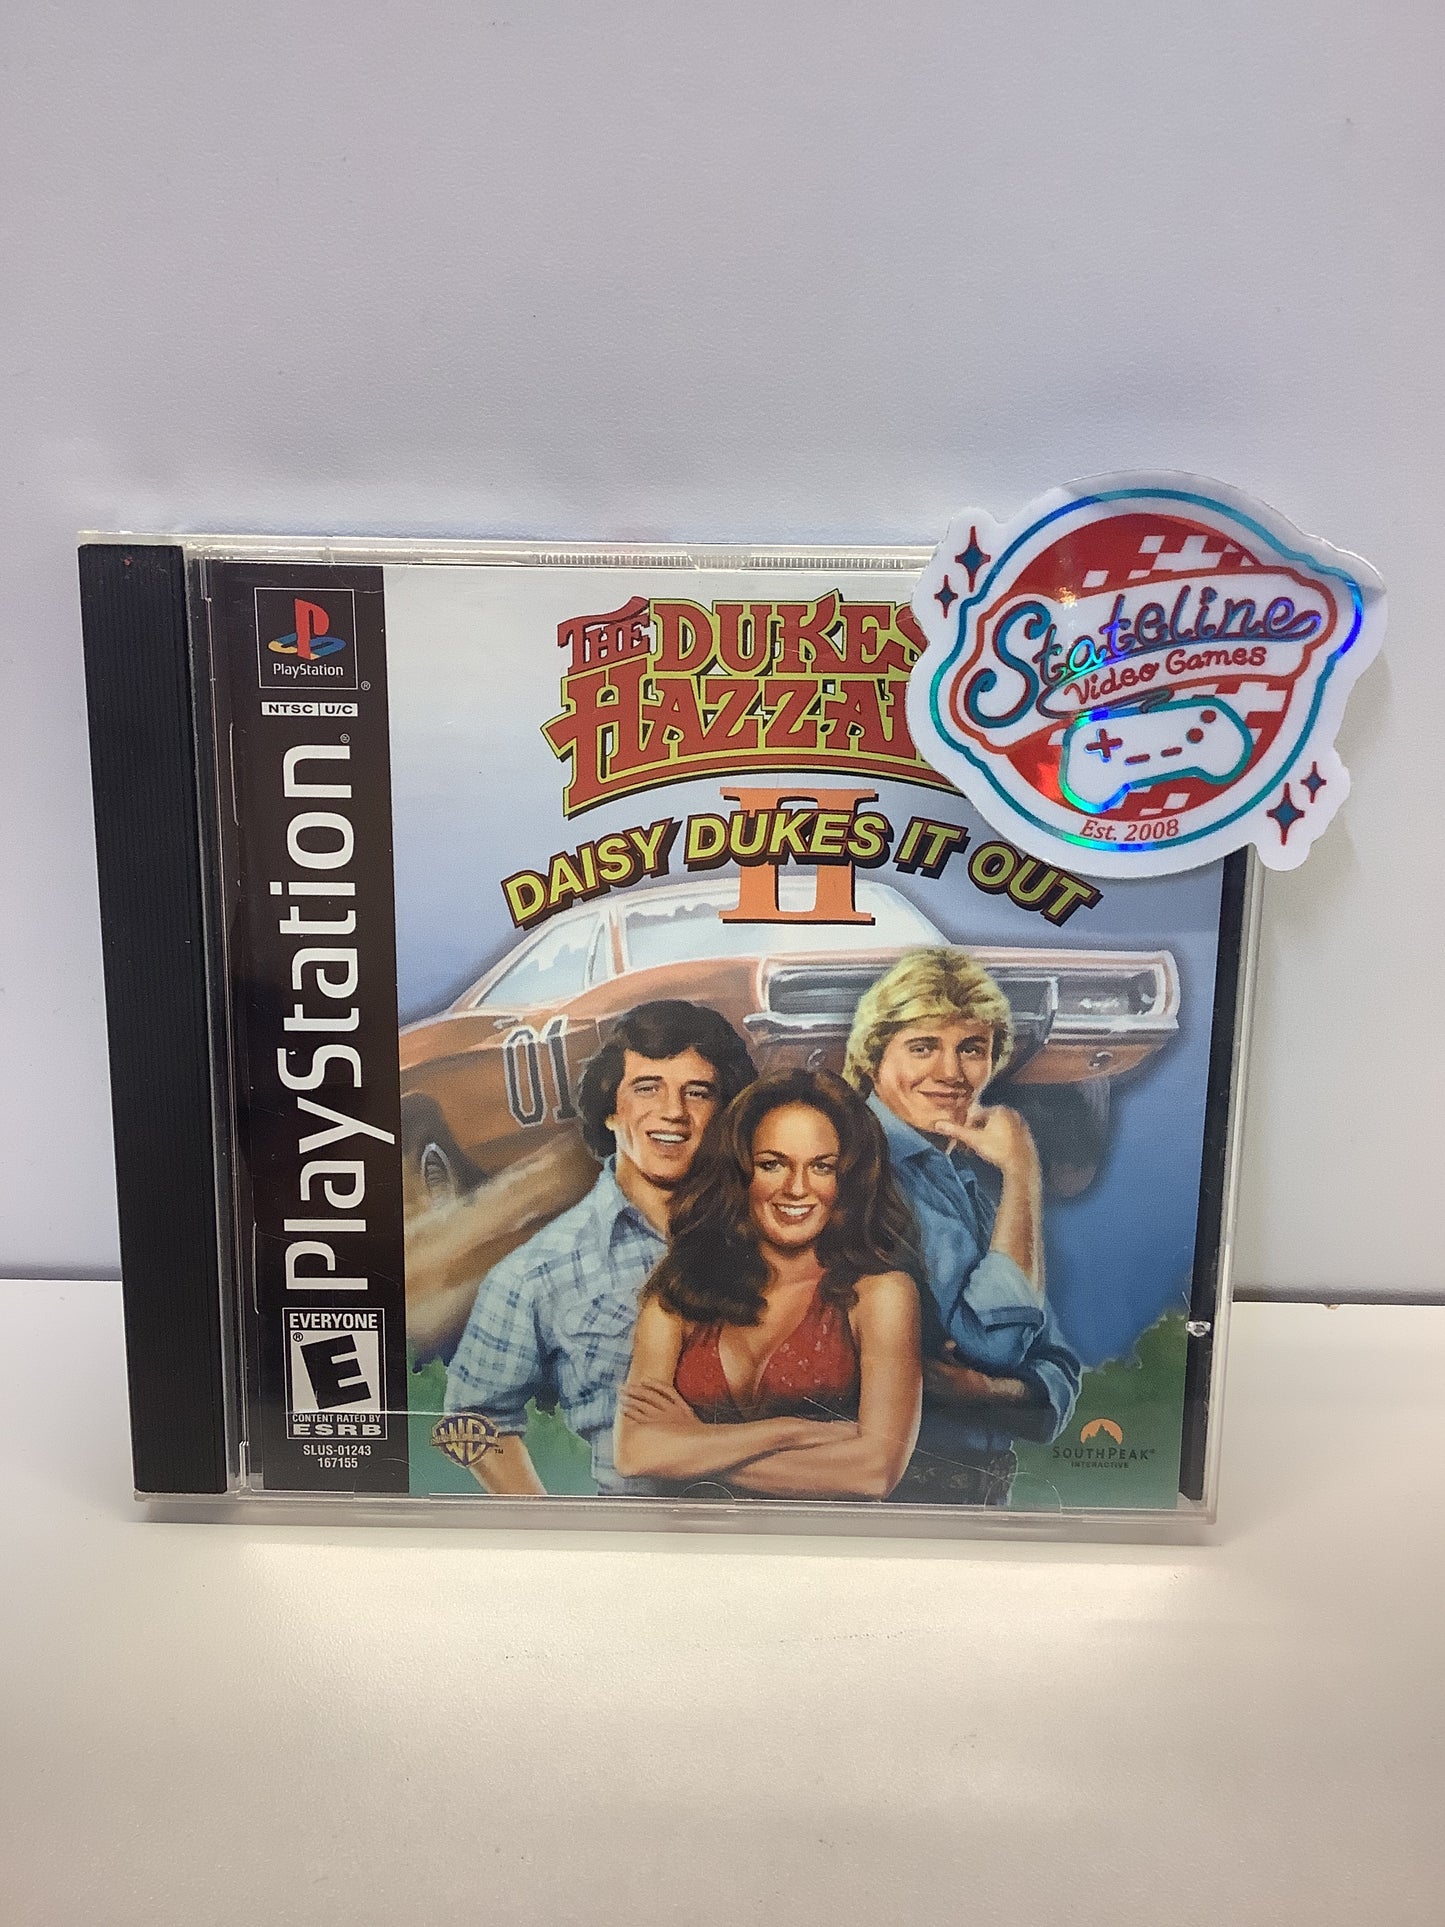 PlayStation
®
NTSC U/C
PlayStation®
EVERYONE
E®
CONTENT RATED BY
ESRB
SLUS-01243
167155
THE DUKES
HAZZA
II
DAISY DUKES IT OUT
01
WB™
SOUTHPEAK®
INTERACTIVE
Stateline
Video Games
Est. 2008